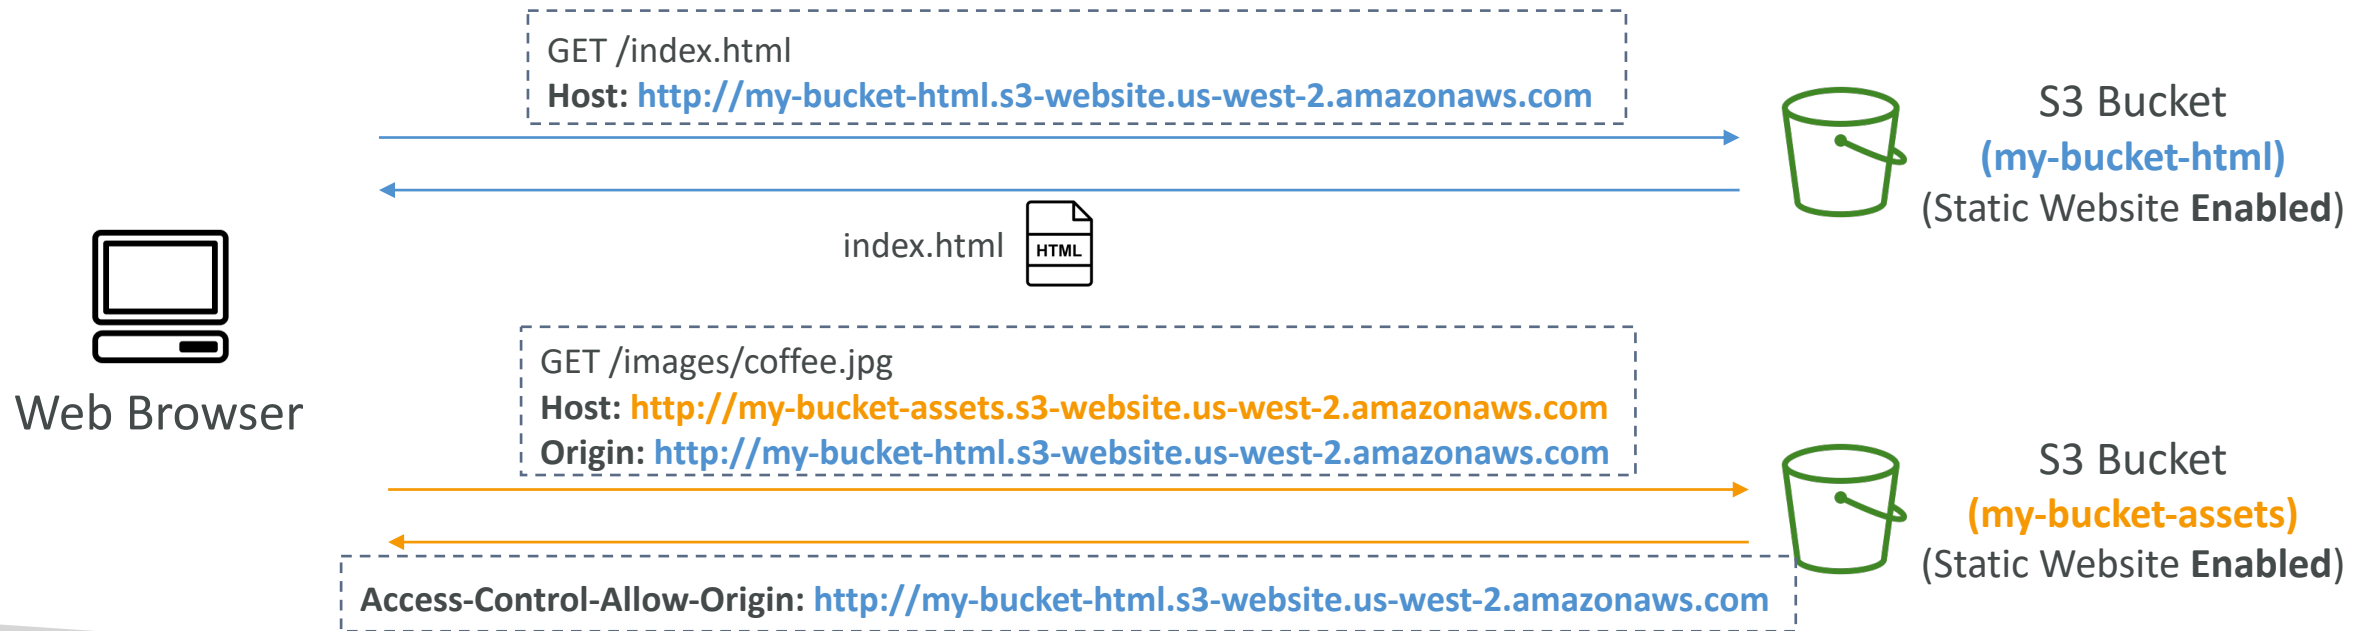 GET /index.html
Host: http://my-bucket-html.s3-website.us-west-2.amazonaws.com
S3 Bucket
(my-bucket-html)
(Static Website Enabled)
index.html
HTML
Web Browser
GET /images/coffee.jpg
Host: http://my-bucket-assets.s3-website.us-west-2.amazonaws.com
Origin: http://my-bucket-html.s3-website.us-west-2.amazonaws.com
S3 Bucket
(my-bucket-assets)
(Static Website Enabled)
Access-Control-Allow-Origin: http://my-bucket-html.s3-website.us-west-2.amazonaws.com